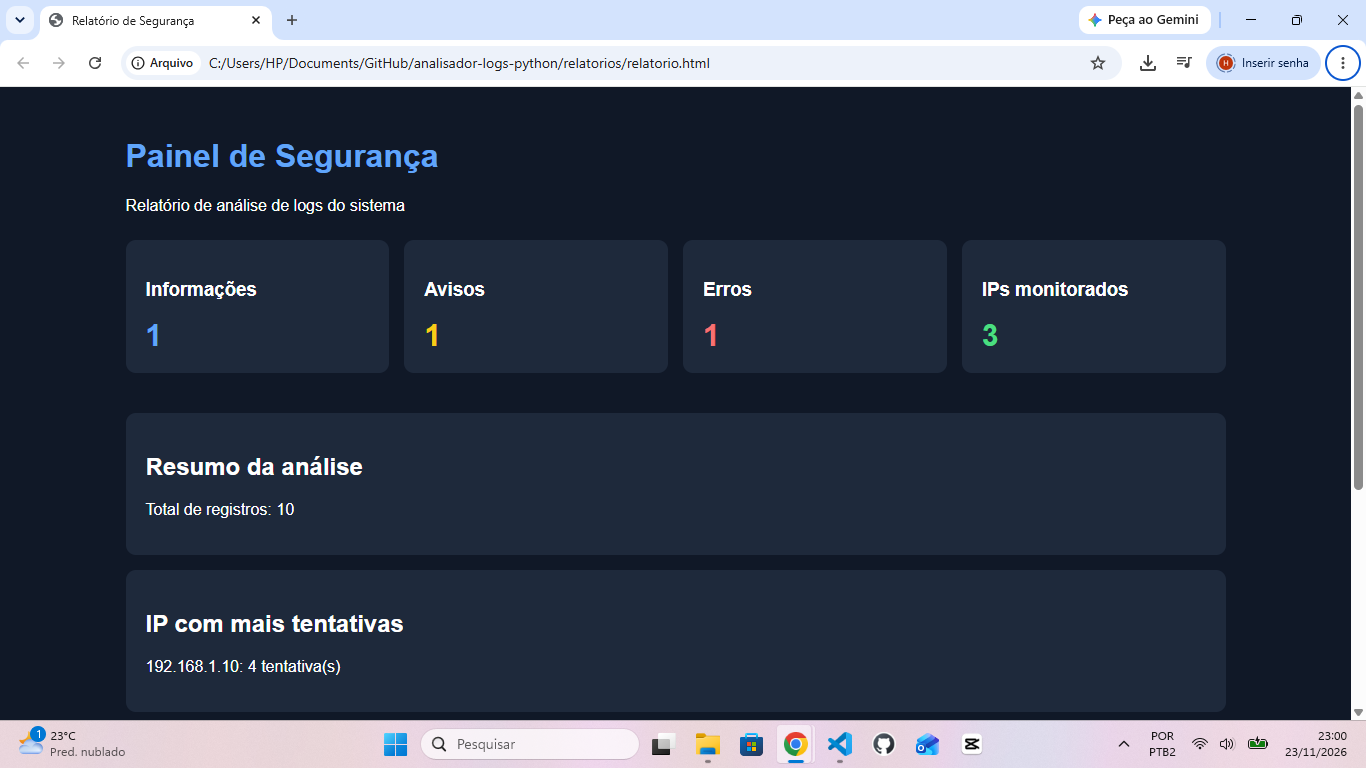 Relatório de Segurança
Peça ao Gemini
Arquivo
C:/Users/HP/Documents/GitHub/analisador-logs-python/relatorios/relatorio.html
H
Inserir senha
Painel de Segurança
Relatório de análise de logs do sistema
Informações
1
Avisos
1
Erros
1
IPs monitorados
3
Resumo da análise
Total de registros: 10
IP com mais tentativas
192.168.1.10: 4 tentativa(s)
1
23°C
Pred. nublado
Pesquisar
POR
PTB2
23:00
23/11/2026